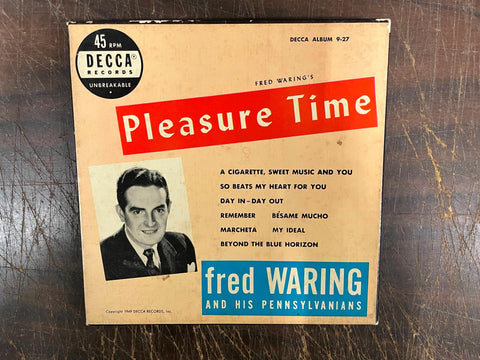 45 RPM
DECCA®
RECORDS
UNBREAKABLE
DECCA ALBUM 9-27
FRED WARING'S
Pleasure Time
A CIGARETTE, SWEET MUSIC AND YOU
SO BEATS MY HEART FOR YOU
DAY IN-DAY OUT
REMEMBER BÉSAME MUCHO
MARCHETA MY IDEAL
BEYOND THE BLUE HORIZON
fred WARING
AND HIS PENNSYLVANIANS
Copyright 1949 DECCA RECORDS, Inc.